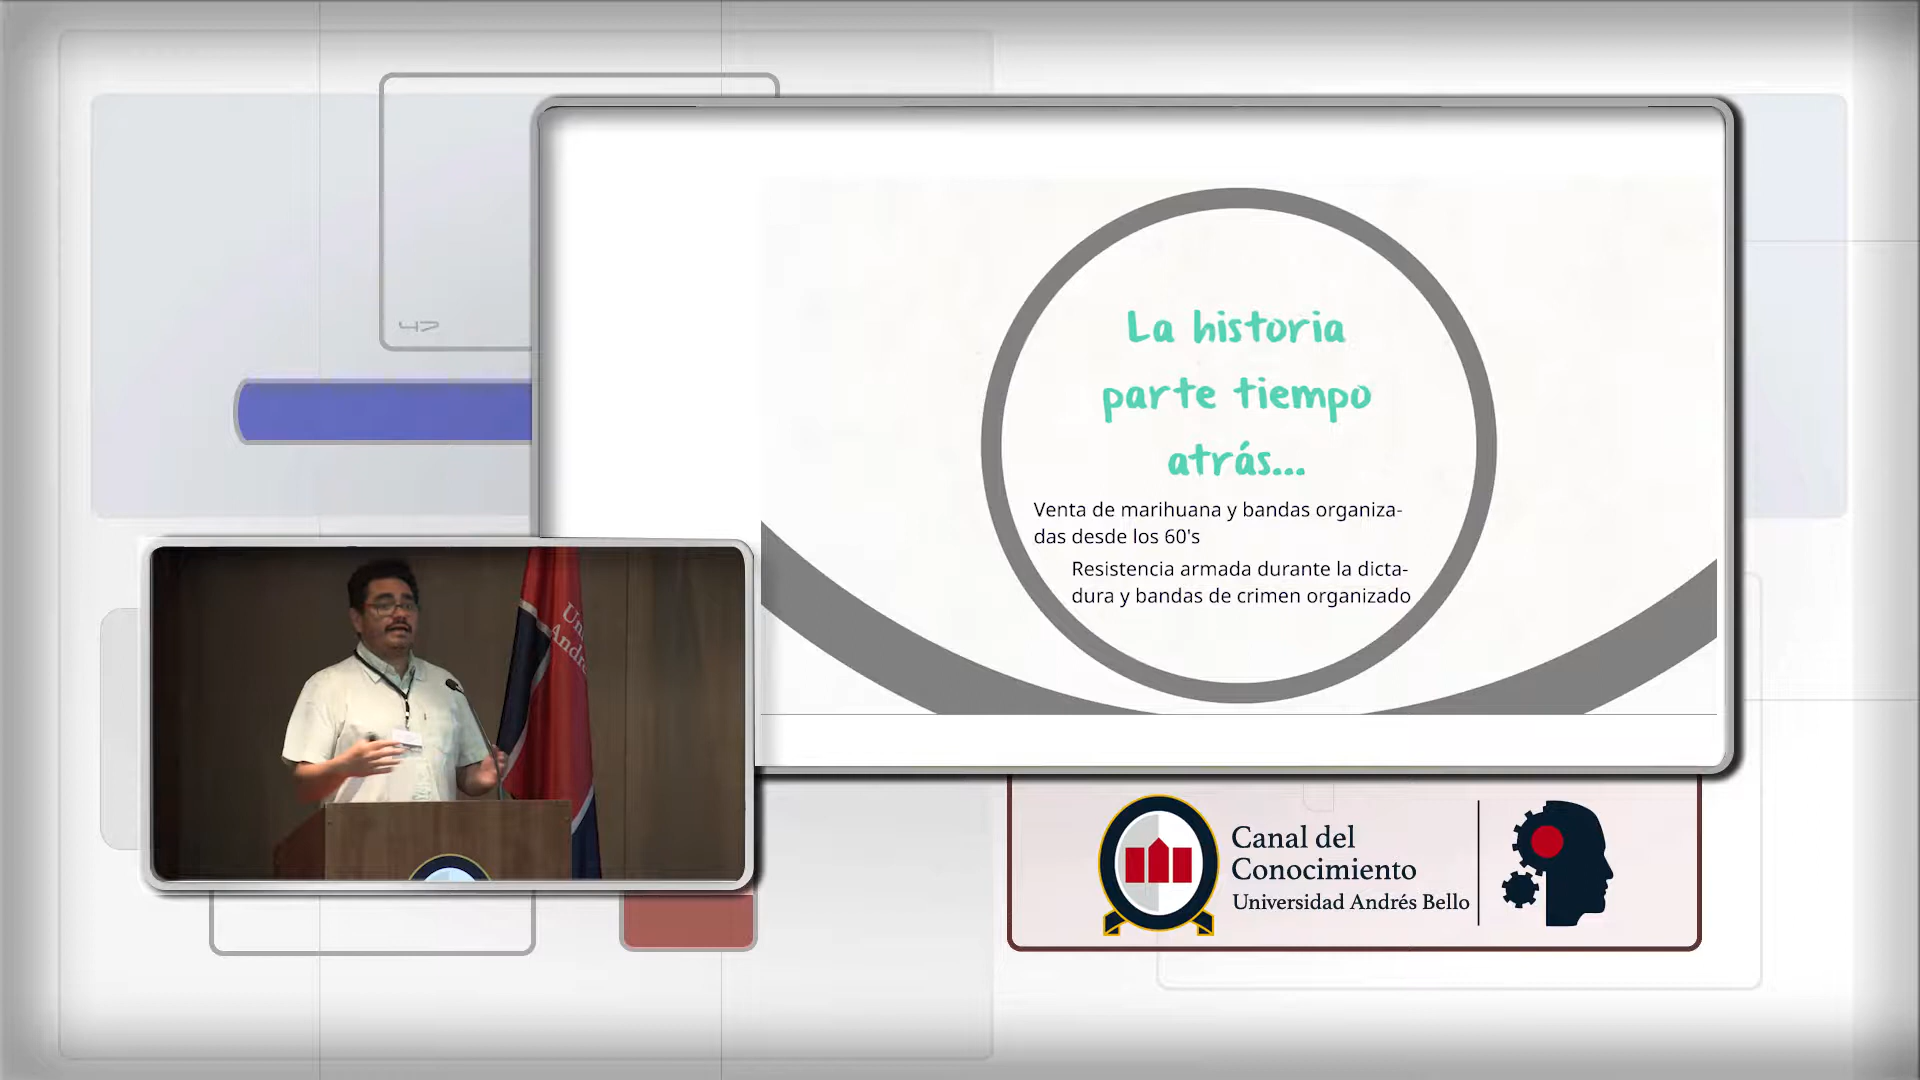 47
La historia
parte tiempo
atrás...
Venta de marihuana y bandas organiza-
das desde los 60's
Resistencia armada durante la dicta-
dura y bandas de crimen organizado
Canal del
Conocimiento
Universidad Andrés Bello